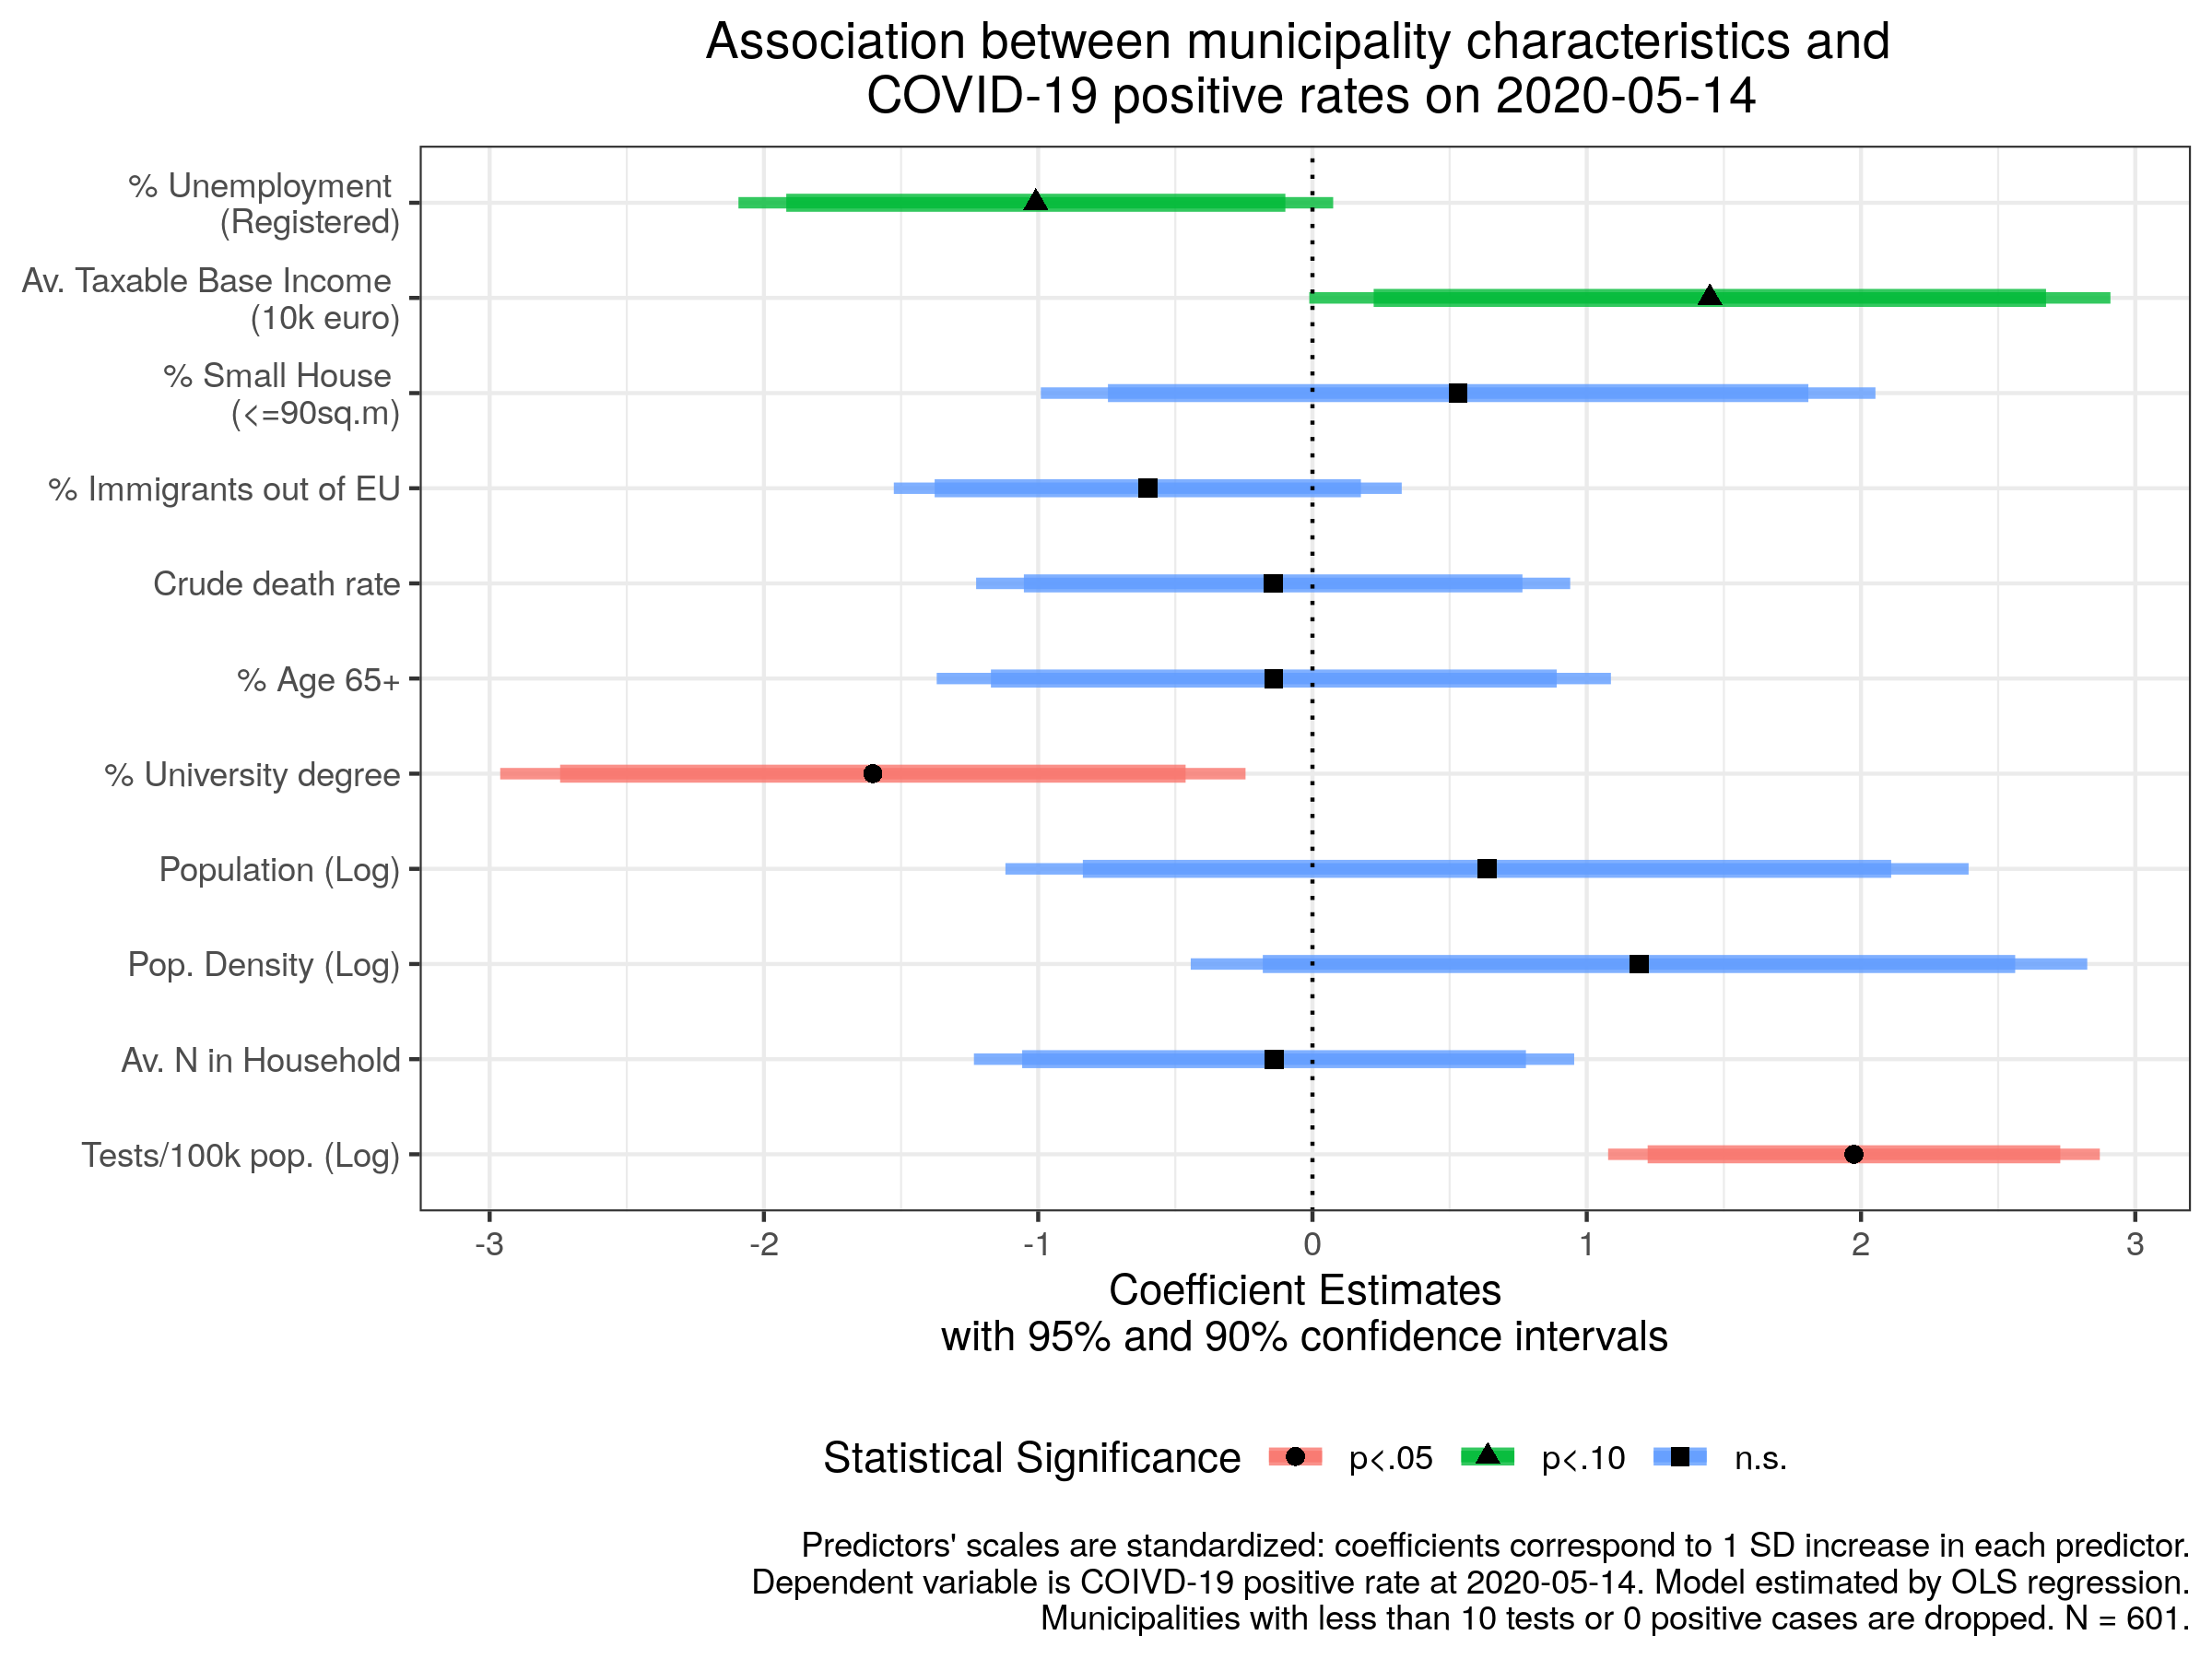 Association between municipality characteristics and
COVID-19 positive rates on 2020-05-14
% Unemployment
(Registered)
Av. Taxable Base Income
(10k euro)
% Small House
(<=90sq.m)
% Immigrants out of EU
Crude death rate
% Age 65+
% University degree
Population (Log)
Pop. Density (Log)
Av. N in Household
Tests/100k pop. (Log)
-3 -2 -1 0 1 2 3
Coefficient Estimates
with 95% and 90% confidence intervals
Statistical Significance p<.05 p<.10 n.s.
Predictors' scales are standardized: coefficients correspond to 1 SD increase in each predictor.
Dependent variable is COIVD-19 positive rate at 2020-05-14. Model estimated by OLS regression.
Municipalities with less than 10 tests or 0 positive cases are dropped. N = 601.